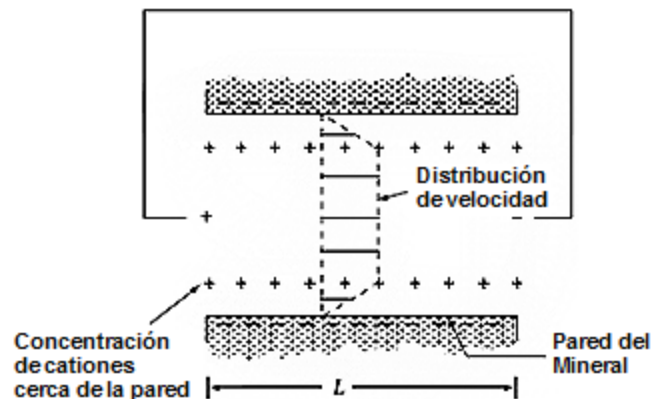 Distribución
de velocidad
Concentración
de cationes
cerca de la pared
Pared del
Mineral
L